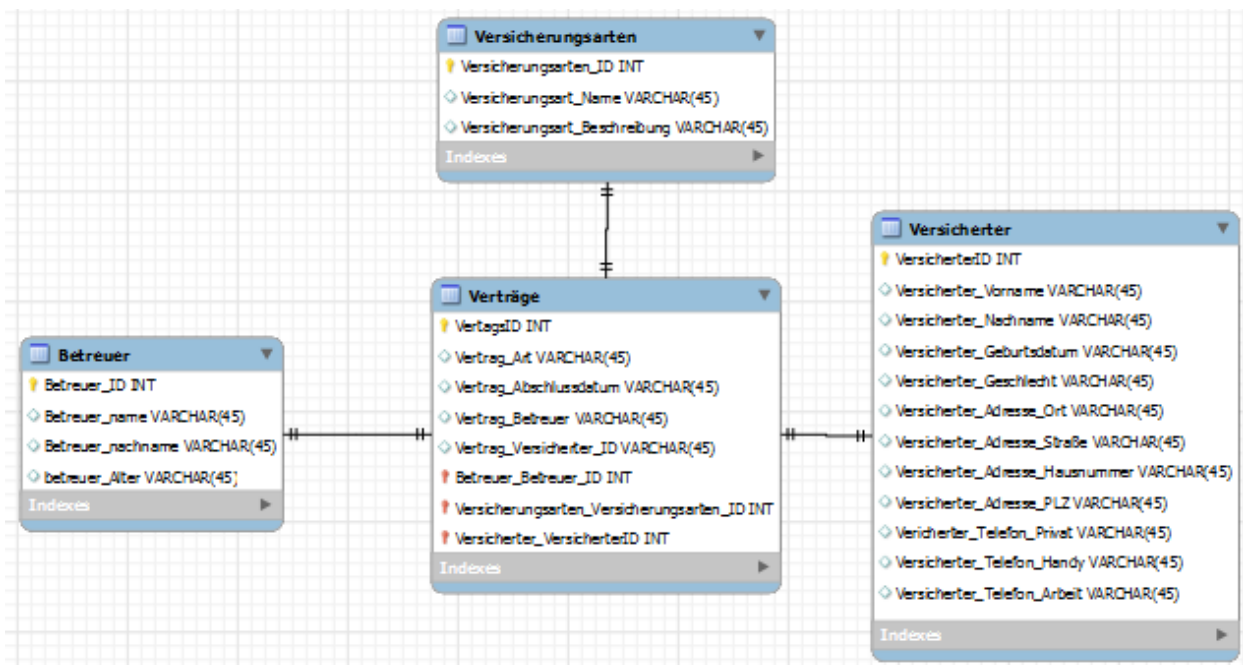 Versicherungsarten
Versicherungsarten_ID INT
Versicherungsart_Name VARCHAR(45)
Versicherungsart_Beschreibung VARCHAR(45)
Indexes
Versicherter
VersicherterID INT
Versicherter_Vorname VARCHAR(45)
Versicherter_Nachname VARCHAR(45)
Versicherter_Geburtsdatum VARCHAR(45)
Versicherter_Geschlecht VARCHAR(45)
Versicherter_Adresse_Ort VARCHAR(45)
Versicherter_Adresse_Straße VARCHAR(45)
Versicherter_Adresse_Hausnummer VARCHAR(45)
Versicherter_Adresse_PLZ VARCHAR(45)
Vericherter_Telefon_Privat VARCHAR(45)
Versicherter_Telefon_Handy VARCHAR(45)
Versicherter_Telefon_Arbeit VARCHAR(45)
Indexes
Verträge
VertagsID INT
Vertrag_Art VARCHAR(45)
Vertrag_Abschlussdatum VARCHAR(45)
Vertrag_Betreuer VARCHAR(45)
Vertrag_Versicherter_ID VARCHAR(45)
Betreuer_Betreuer_ID INT
Versicherungsarten_Versicherungsarten_ID INT
Versicherter_VersicherterID INT
Indexes
Betreuer
Betreuer_ID INT
Betreuer_name VARCHAR(45)
Betreuer_nachname VARCHAR(45)
betreuer_Alter VARCHAR(45)
Indexes